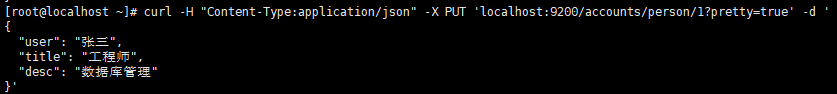 [root@localhost ~]# curl -H "Content-Type:application/json" -X PUT 'localhost:9200/accounts/person/1?pretty=true' -d '
{
  "user": "张三",
  "title": "工程师",
  "desc": "数据库管理"
}'